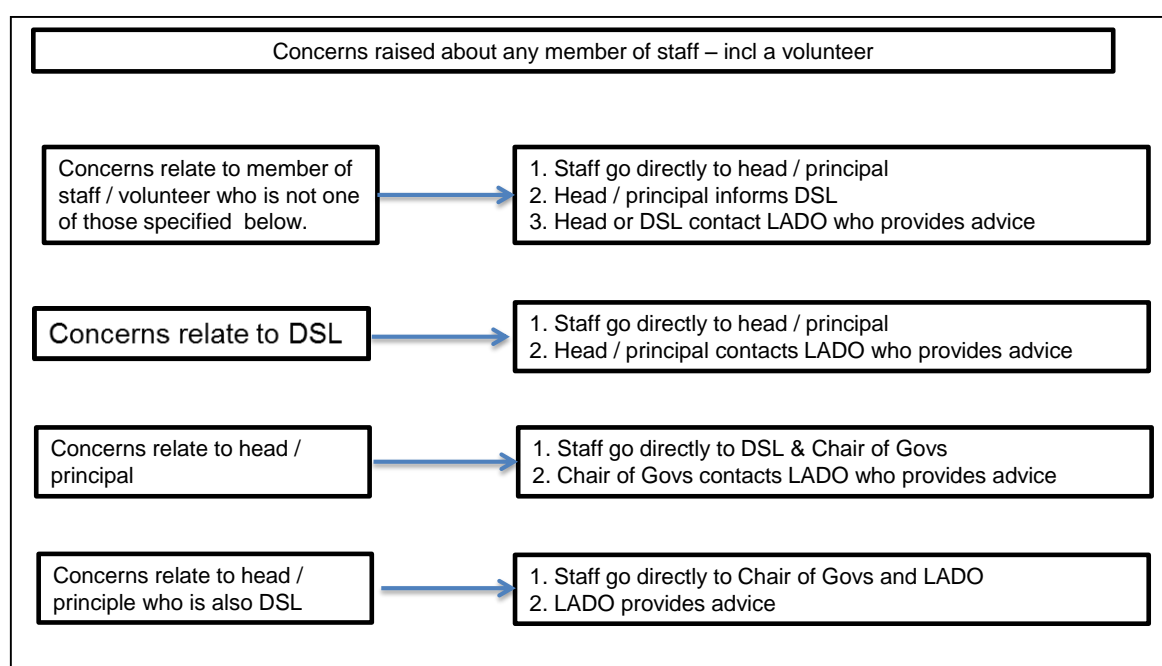 Concerns raised about any member of staff – incl a volunteer
Concerns relate to member of
staff / volunteer who is not one
of those specified below.
1. Staff go directly to head / principal
2. Head / principal informs DSL
3. Head or DSL contact LADO who provides advice
Concerns relate to DSL
1. Staff go directly to head / principal
2. Head / principal contacts LADO who provides advice
Concerns relate to head /
principal
1. Staff go directly to DSL & Chair of Govs
2. Chair of Govs contacts LADO who provides advice
Concerns relate to head /
principle who is also DSL
1. Staff go directly to Chair of Govs and LADO
2. LADO provides advice